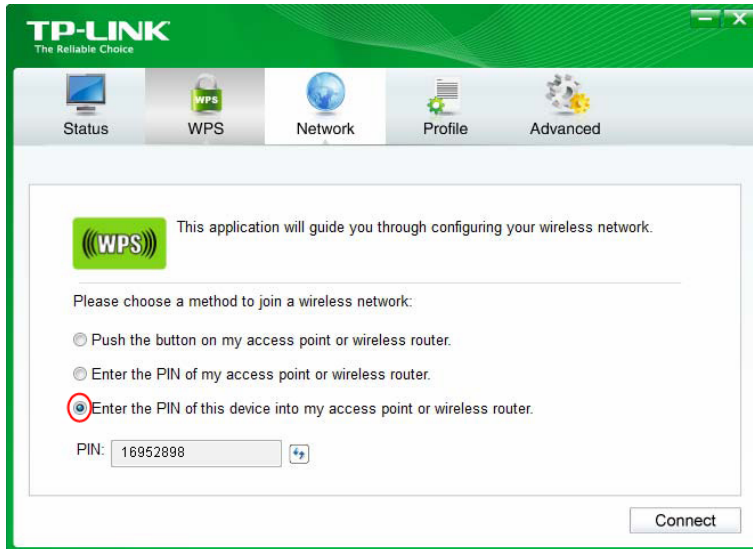 TP-LINK
The Reliable Choice
Status WPS Network Profile Advanced
WPS
This application will guide you through configuring your wireless network.
((WPS))
Please choose a method to join a wireless network:
Push the button on my access point or wireless router.
Enter the PIN of my access point or wireless router.
Enter the PIN of this device into my access point or wireless router.
PIN: 16952898
Connect